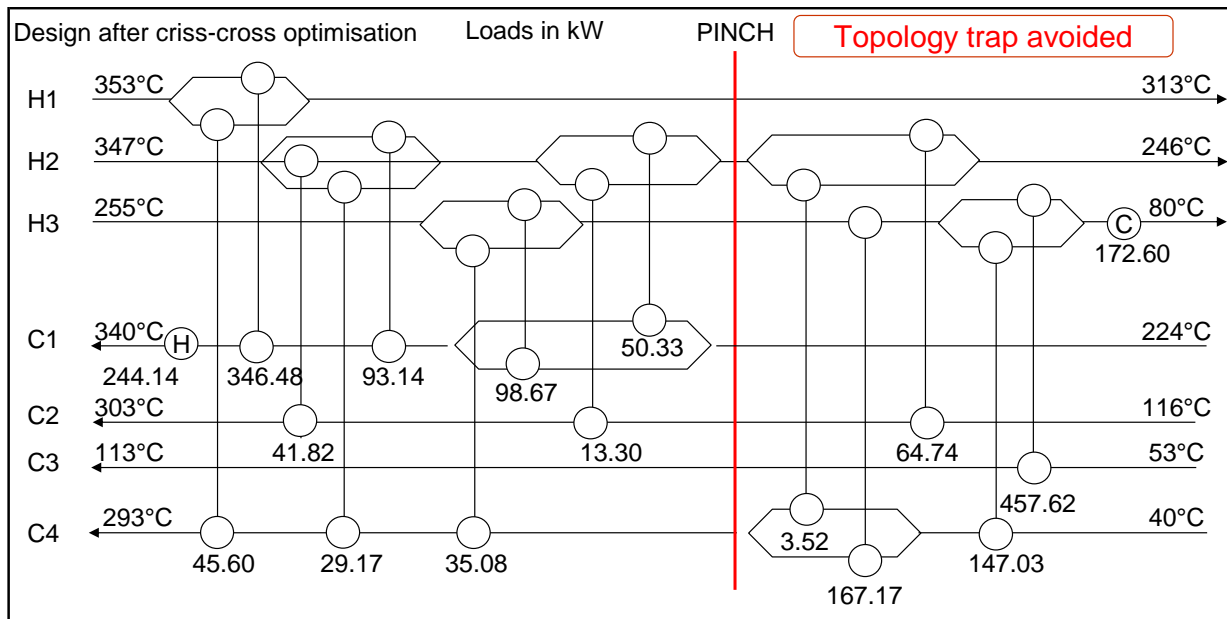 Design after criss-cross optimisation Loads in kW PINCH Topology trap avoided
H1 353°C 313°C
H2 347°C 246°C
H3 255°C 80°C
C
172.60
C1 340°C 224°C
H
50.33
244.14 346.48 93.14 98.67
C2 303°C 116°C
41.82 13.30 64.74
C3 113°C 53°C
457.62
C4 293°C 40°C
3.52
45.60 29.17 35.08 147.03
167.17